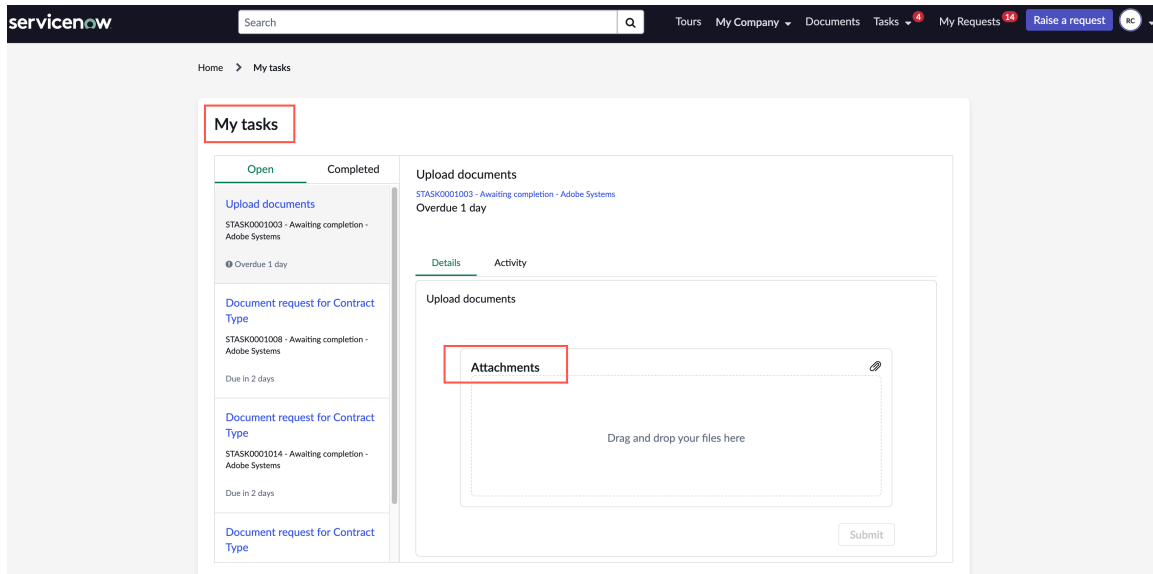 servicenow
Search
Tours My Company Documents Tasks 4 My Requests 14 Raise a request RC
Home > My tasks
My tasks
Open Completed
Upload documents
STASK0001003 - Awaiting completion -
Adobe Systems
Overdue 1 day
Document request for Contract
Type
STASK0001008 - Awaiting completion -
Adobe Systems
Due in 2 days
Document request for Contract
Type
STASK0001014 - Awaiting completion -
Adobe Systems
Due in 2 days
Document request for Contract
Type
Upload documents
STASK0001003 - Awaiting completion - Adobe Systems
Overdue 1 day
Details Activity
Upload documents
Attachments
Drag and drop your files here
Submit